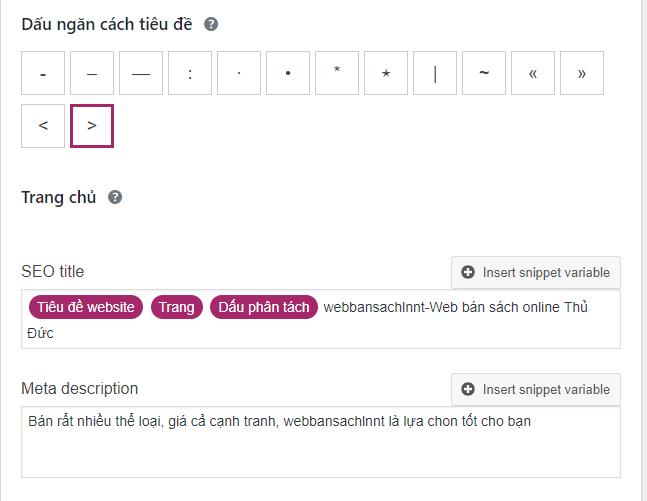 Dấu ngăn cách tiêu đề ?
- – — : · • * ⋆ | ~ « »
< >
Trang chủ ?
SEO title
Insert snippet variable
Tiêu đề website Trang Dấu phân tách webbansachlnnt-Web bán sách online Thủ
Đức
Meta description
Insert snippet variable
Bán rất nhiều thể loại, giá cả cạnh tranh, webbansachlnnt là lựa chon tốt cho bạn